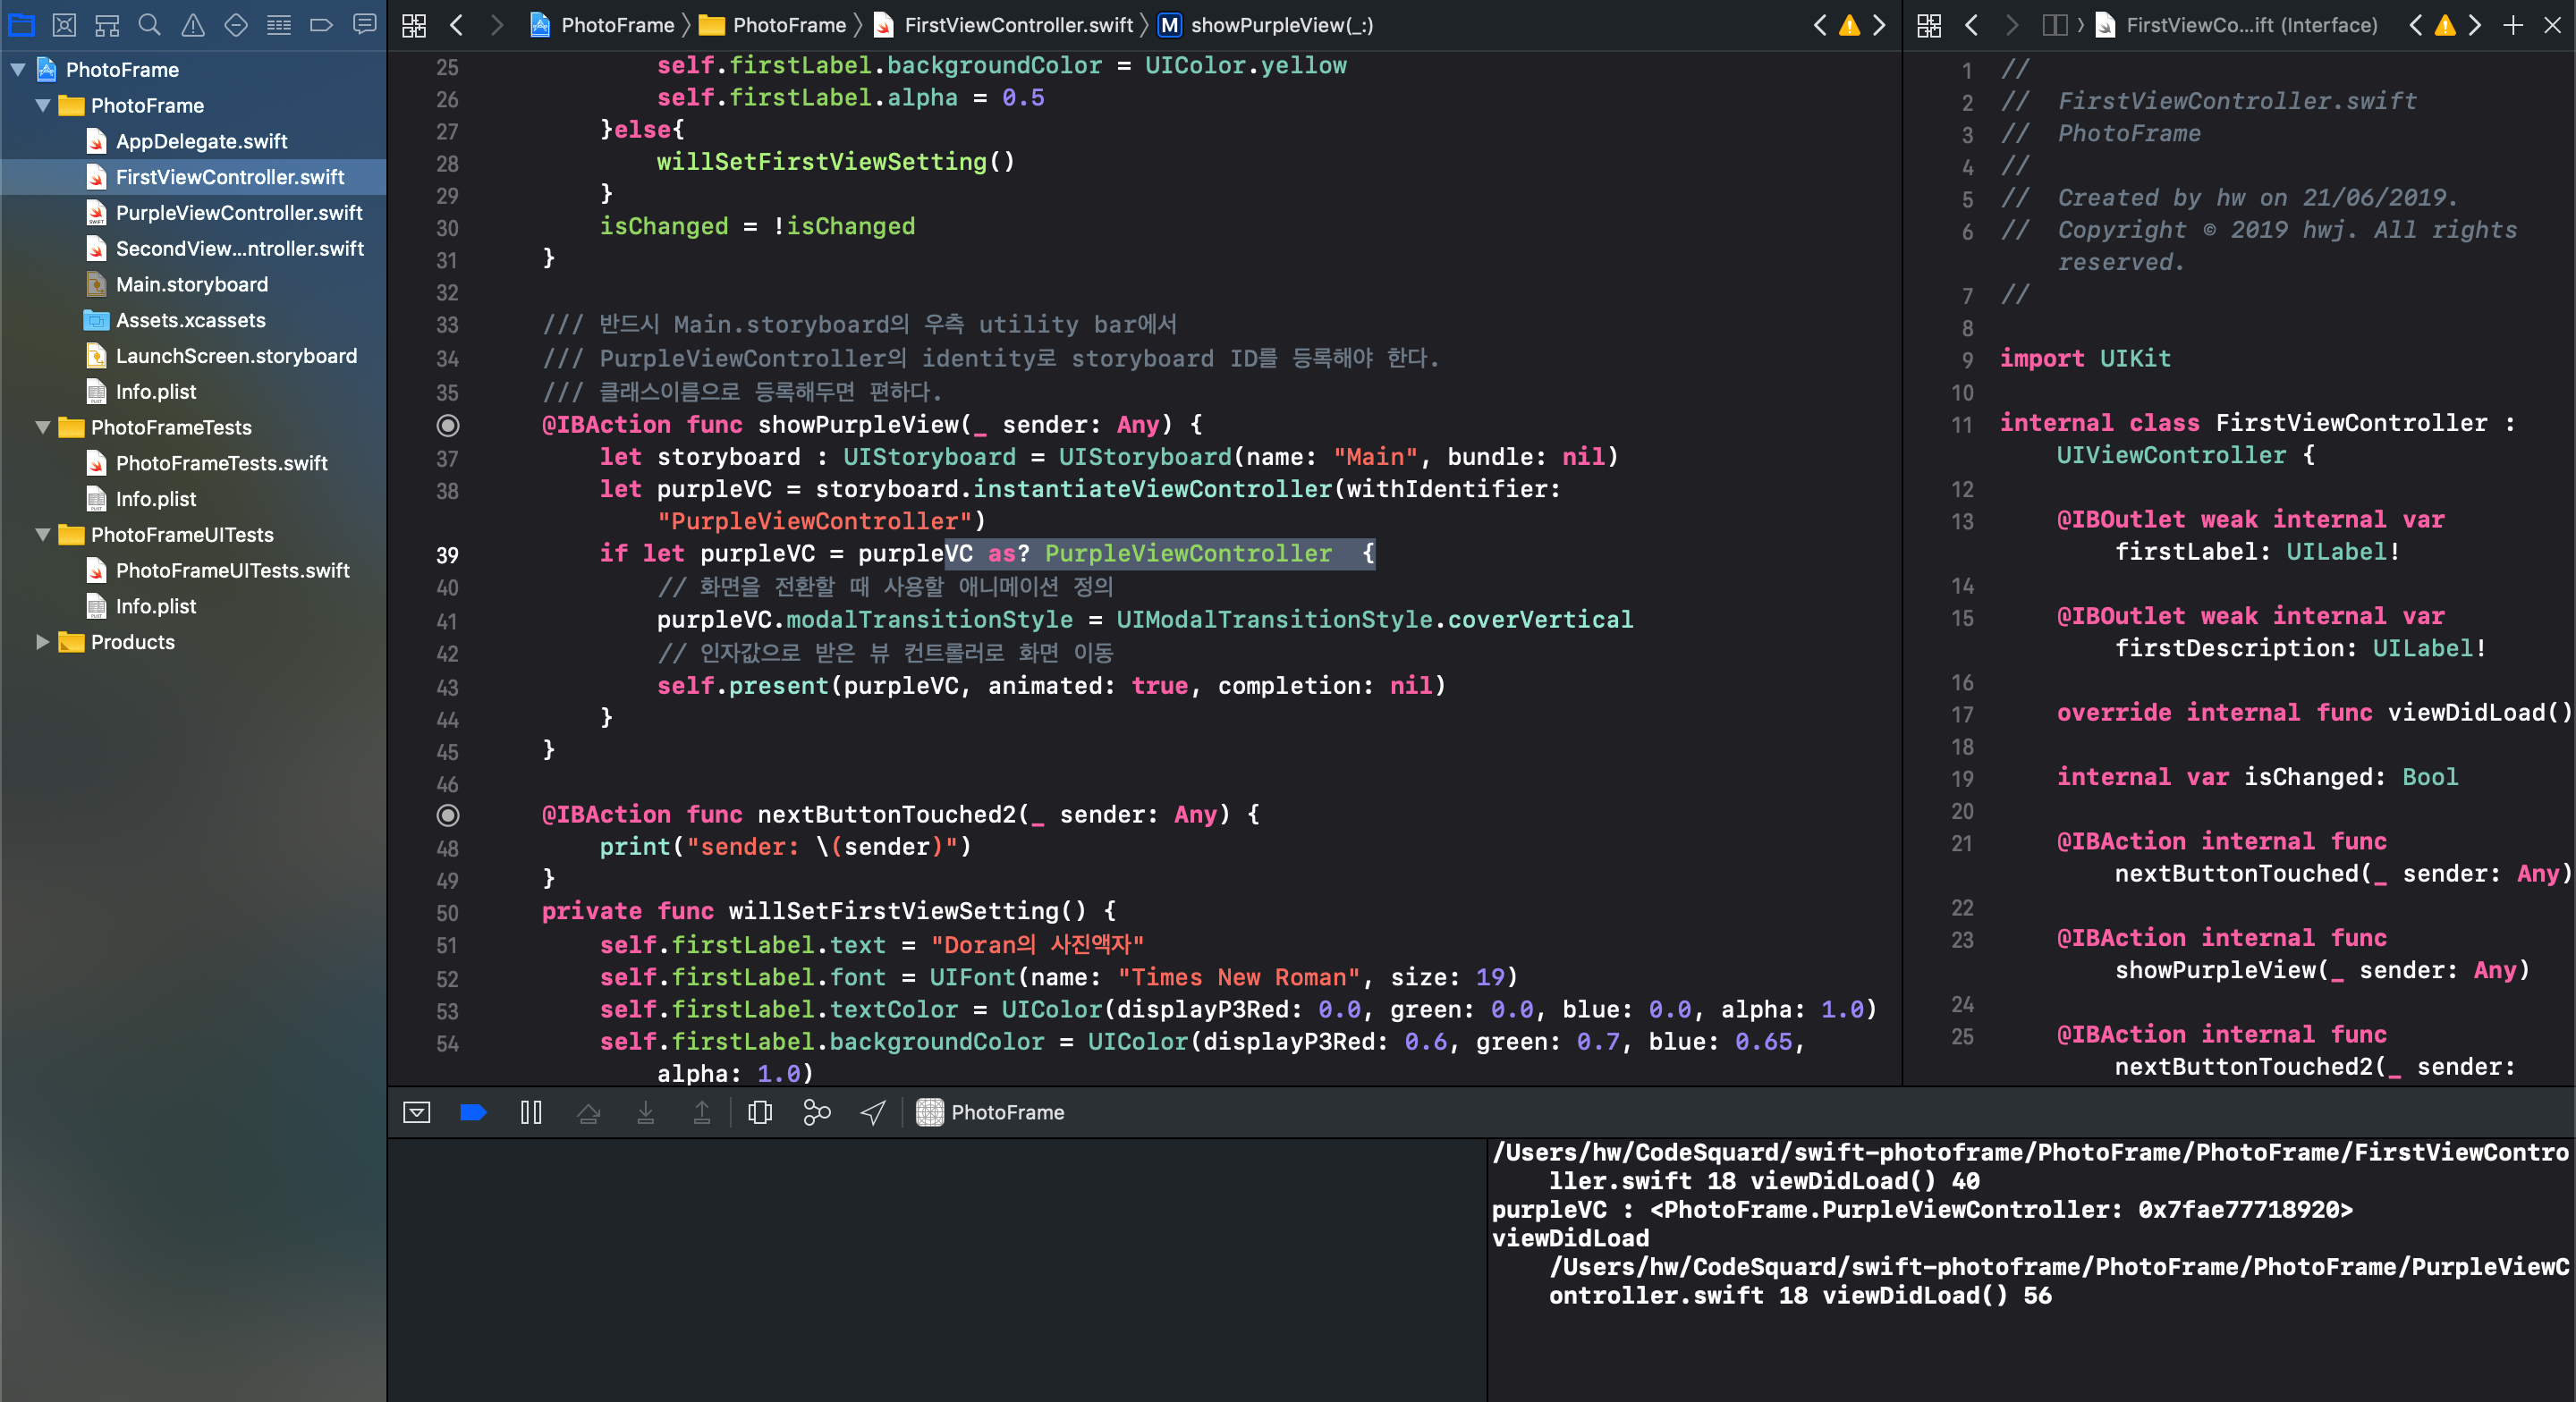 PhotoFrame
PhotoFrame
AppDelegate.swift
FirstViewController.swift
PurpleViewController.swift
SecondView...ntroller.swift
Main.storyboard
Assets.xcassets
LaunchScreen.storyboard
Info.plist
PhotoFrameTests
PhotoFrameTests.swift
Info.plist
PhotoFrameUITests
PhotoFrameUITests.swift
Info.plist
Products
PhotoFrame 〉 PhotoFrame 〉 FirstViewController.swift 〉 M showPurpleView(_:)
25 self.firstLabel.backgroundColor = UIColor.yellow
26 self.firstLabel.alpha = 0.5
27 }else{
28 willSetFirstViewSetting()
29 }
30 isChanged = !isChanged
31 }
32
33 /// 반드시 Main.storyboard의 우측 utility bar에서
34 /// PurpleViewController의 identity로 storyboard ID를 등록해야 한다.
35 /// 클래스이름으로 등록해두면 편하다.
@IBAction func showPurpleView(_ sender: Any) {
37 let storyboard : UIStoryboard = UIStoryboard(name: "Main", bundle: nil)
38 let purpleVC = storyboard.instantiateViewController(withIdentifier:
"PurpleViewController")
39 if let purpleVC = purpleVC as? PurpleViewController  {
40 // 화면을 전환할 때 사용할 애니메이션 정의
41 purpleVC.modalTransitionStyle = UIModalTransitionStyle.coverVertical
42 // 인자값으로 받은 뷰 컨트롤러로 화면 이동
43 self.present(purpleVC, animated: true, completion: nil)
44 }
45 }
46
@IBAction func nextButtonTouched2(_ sender: Any) {
48 print("sender: \(sender)")
49 }
50 private func willSetFirstViewSetting() {
51 self.firstLabel.text = "Doran의 사진액자"
52 self.firstLabel.font = UIFont(name: "Times New Roman", size: 19)
53 self.firstLabel.textColor = UIColor(displayP3Red: 0.0, green: 0.0, blue: 0.0, alpha: 1.0)
54 self.firstLabel.backgroundColor = UIColor(displayP3Red: 0.6, green: 0.7, blue: 0.65,
alpha: 1.0)
FirstViewCo...ift (Interface)
1 //
2 //  FirstViewController.swift
3 //  PhotoFrame
4 //
5 //  Created by hw on 21/06/2019.
6 //  Copyright © 2019 hwj. All rights
reserved.
7 //
8
9 import UIKit
10
11 internal class FirstViewController :
UIViewController {
12
13 @IBOutlet weak internal var
firstLabel: UILabel!
14
15 @IBOutlet weak internal var
firstDescription: UILabel!
16
17 override internal func viewDidLoad()
18
19 internal var isChanged: Bool
20
21 @IBAction internal func
nextButtonTouched(_ sender: Any)
22
23 @IBAction internal func
showPurpleView(_ sender: Any)
24
25 @IBAction internal func
nextButtonTouched2(_ sender:
PhotoFrame
/Users/hw/CodeSquard/swift-photoframe/PhotoFrame/PhotoFrame/FirstViewContro
ller.swift 18 viewDidLoad() 40
purpleVC : <PhotoFrame.PurpleViewController: 0x7fae77718920>
viewDidLoad
/Users/hw/CodeSquard/swift-photoframe/PhotoFrame/PhotoFrame/PurpleViewC
ontroller.swift 18 viewDidLoad() 56